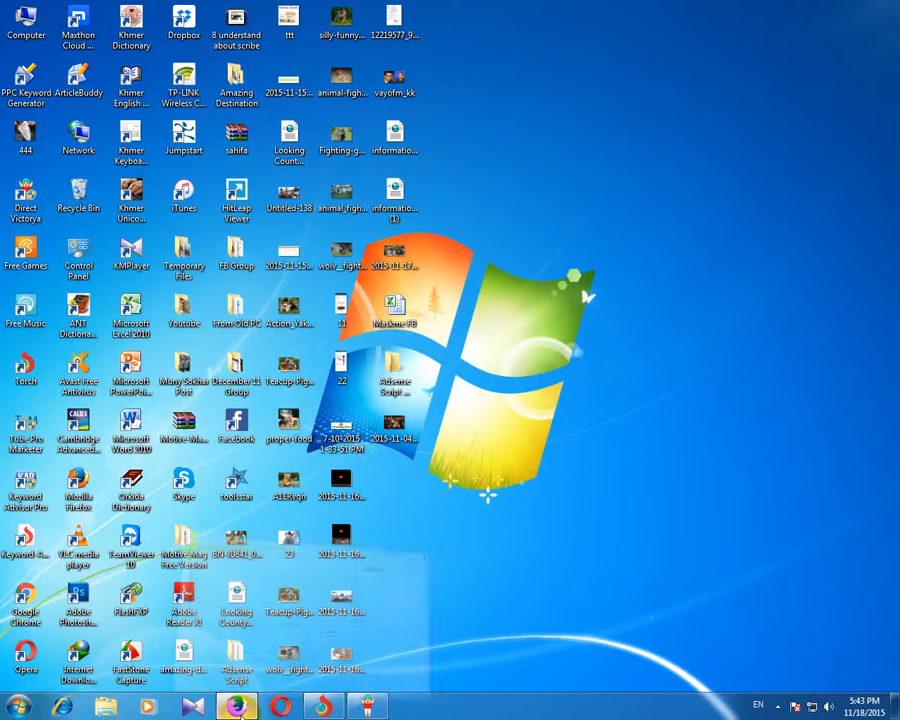 Computer
Maxthon
Cloud ...
Khmer
Dictionary
Dropbox
8 understand
about scribe
ttt
silly-funny...
12219577_9...
PPC Keyword
Generator
ArticleBuddy
Khmer
English ...
TP-LINK
Wireless C...
Amazing
Destination
2015-11-15...
animal-figh...
vayofm_kk
444
Network
Khmer
Keyboa...
Jumpstart
sahifa
Looking
Count...
Fighting-g...
informatio...
Direct
Victorya
Recycle Bin
Khmer
Unico...
iTunes
HitLeap
Viewer
Untitled-138
animal_figh...
informatio...
(1)
Free Games
Control
Panel
KMPlayer
Temporary
Files
FB Group
2015-11-15...
wolv_fight...
2015-11-17...
Free Music
ANT
Dictiona...
Microsoft
Excel 2010
Youtube
From Old PC
Action_Yak...
11
Maskme FB
Torch
Avast Free
Antivirus
Microsoft
PowerPoi...
Muny Sokhar
Post
December 11
Group
Teacup-Pig...
22
Adsense
Script ...
Tube Pro
Marketer
Cambridge
Advanced...
Microsoft
Word 2010
Motive-Ma...
Facebook
proper-food
7-10-2015
1-33-51 PM
2015-11-04...
Keyword
Advisor Pro
Mozilla
Firefox
Orkida
Dictionary
Skype
toolsstar
2015-11-16...
Keyword-A...
VLC media
player
TeamViewer
10
Motive Mag
Free Version
BN-JU841_0...
23
2015-11-16...
Google
Chrome
Adobe
Photosh...
FlashFXP
Adobe
Reader XI
Looking
County...
Teacup-Pig...
2015-11-16...
Opera
Internet
Downlo...
FastStone
Capture
amazing-d...
Adsense
Script
wolv_fight...
2015-11-16...
EN
5:43 PM
11/18/2015